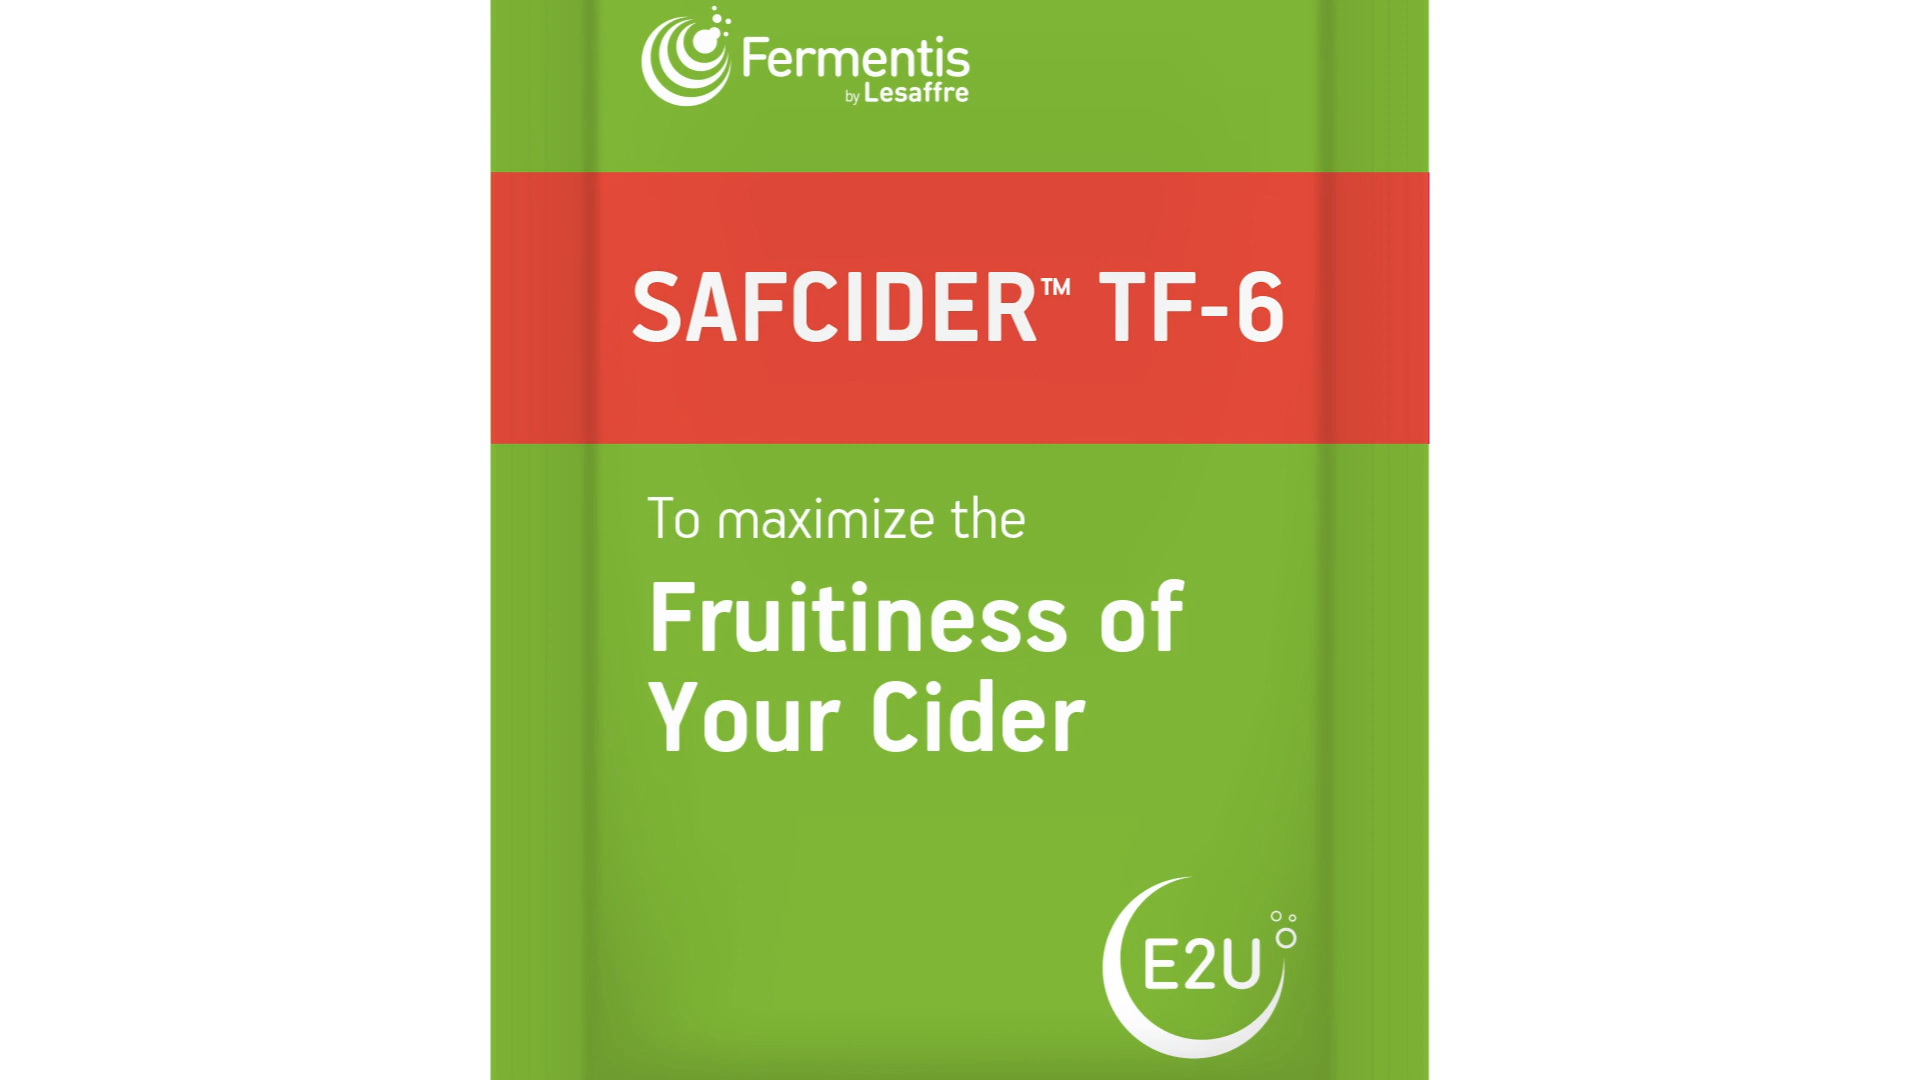 Fermentis
by Lesaffre
SAFCIDER™ TF-6
To maximize the
Fruitiness of
Your Cider
E2U